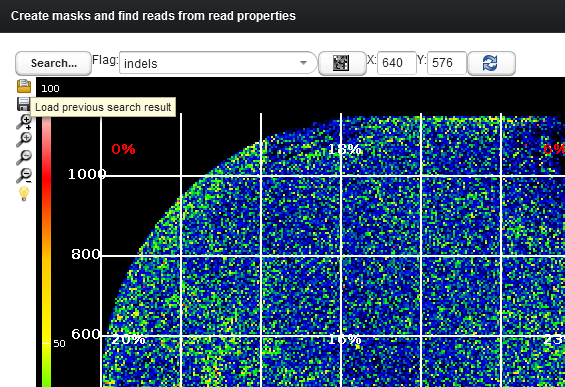 Create masks and find reads from read properties
Search... Flag: indels X: 640 Y: 576
100
Load previous search result
0% 18%
1000
800
600
50
20% 16% 23